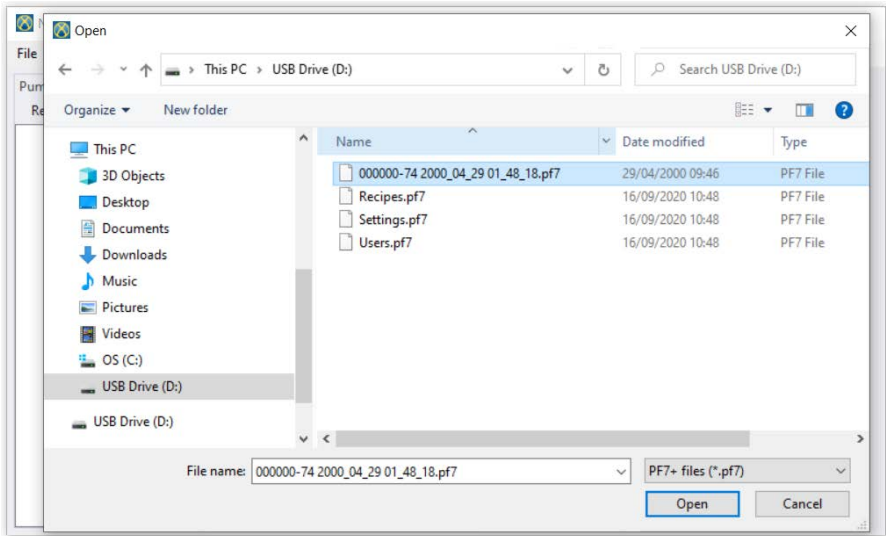 Open
File
This PC > USB Drive (D:)
Search USB Drive (D:)
Organize
New folder
This PC
3D Objects
Desktop
Documents
Downloads
Music
Pictures
Videos
OS (C:)
USB Drive (D:)
USB Drive (D:)
Name
Date modified
Type
000000-74 2000_04_29 01_48_18.pf7
29/04/2000 09:46
PF7 File
Recipes.pf7
16/09/2020 10:48
PF7 File
Settings.pf7
16/09/2020 10:48
PF7 File
Users.pf7
16/09/2020 10:48
PF7 File
File name:
000000-74 2000_04_29 01_48_18.pf7
PF7+ files (*.pf7)
Open
Cancel